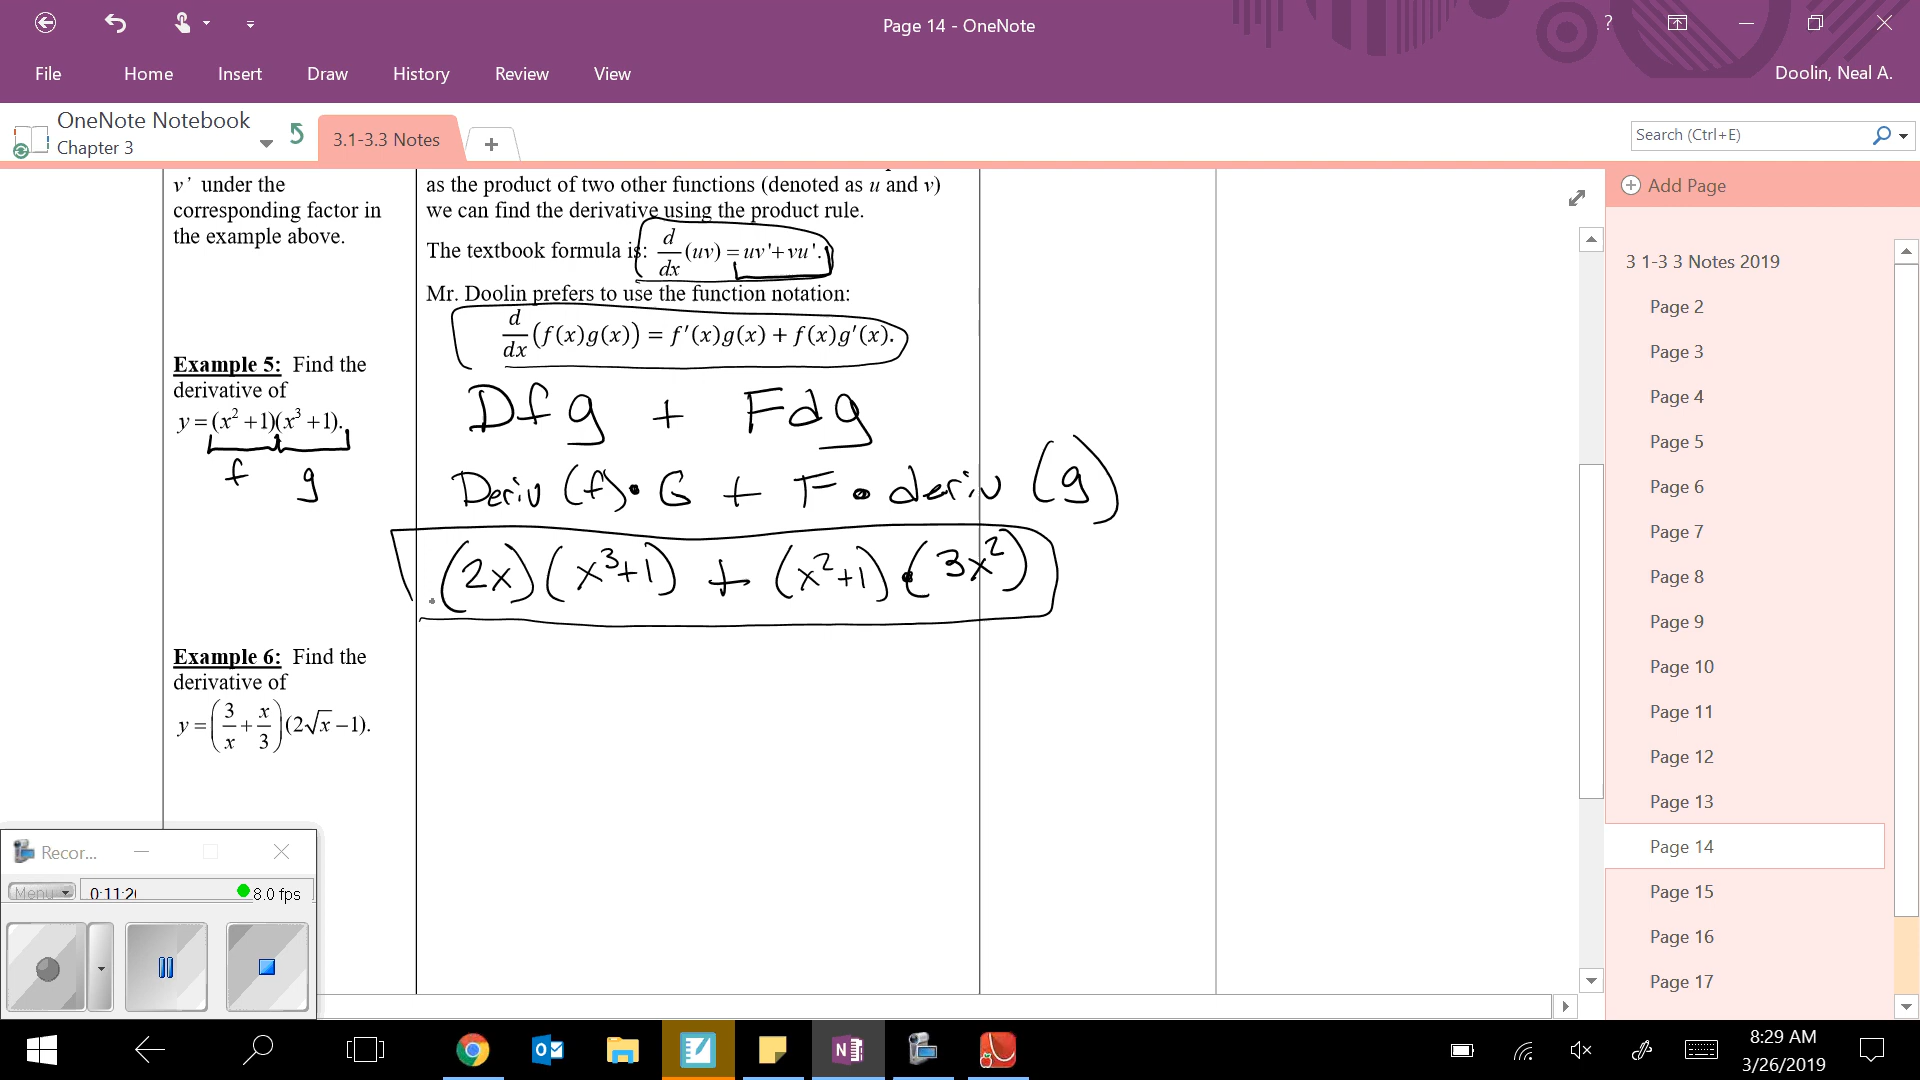 Page 14 - OneNote
?
File Home Insert Draw History Review View
Doolin, Neal A.
OneNote Notebook
Chapter 3
3.1-3.3 Notes
+
Search (Ctrl+E)
Add Page
3 1-3 3 Notes 2019
Page 2
Page 3
Page 4
Page 5
Page 6
Page 7
Page 8
Page 9
Page 10
Page 11
Page 12
Page 13
Page 14
Page 15
Page 16
Page 17
v' under the
corresponding factor in
the example above.
Example 5: Find the
derivative of
y = (x² + 1)(x³ + 1).
f g
Example 6: Find the
derivative of
y = (3/x + x/3)(2√x − 1).
as the product of two other functions (denoted as u and v)
we can find the derivative using the product rule.
The textbook formula is: d/dx (uv) = uv'+vu'.
Mr. Doolin prefers to use the function notation:
d/dx (f(x)g(x)) = f′(x)g(x) + f(x)g′(x).
Df g + Fdg
Deriv (f)• G + F • deriv (g)
(2x)(x³+1) + (x²+1)•(3x²)
Recor...
Menu 0:11:2 8.0 fps
8:29 AM
3/26/2019